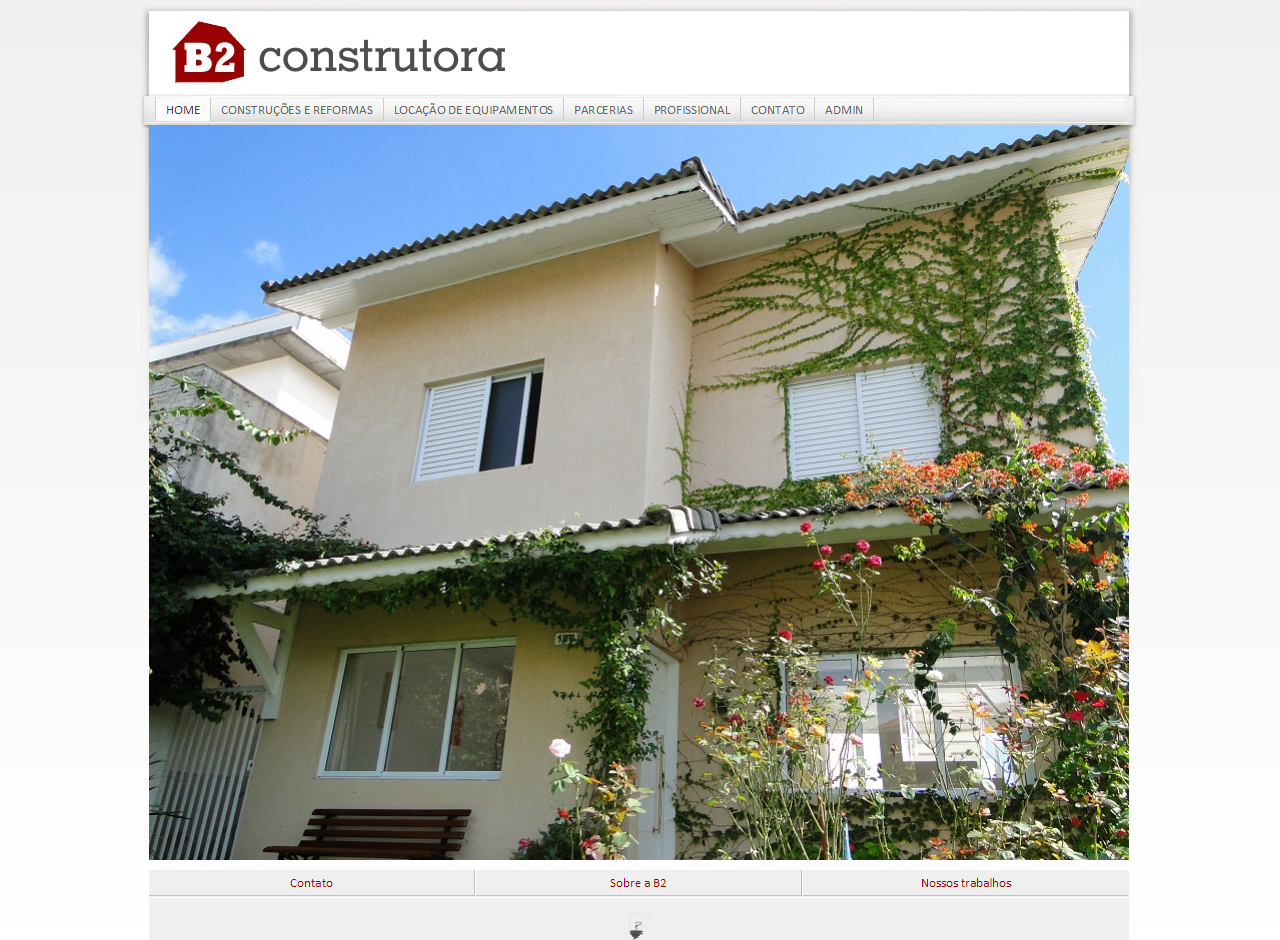 B2 construtora
HOME CONSTRUÇÕES E REFORMAS LOCAÇÃO DE EQUIPAMENTOS PARCERIAS PROFISSIONAL CONTATO ADMIN
Contato Sobre a B2 Nossos trabalhos